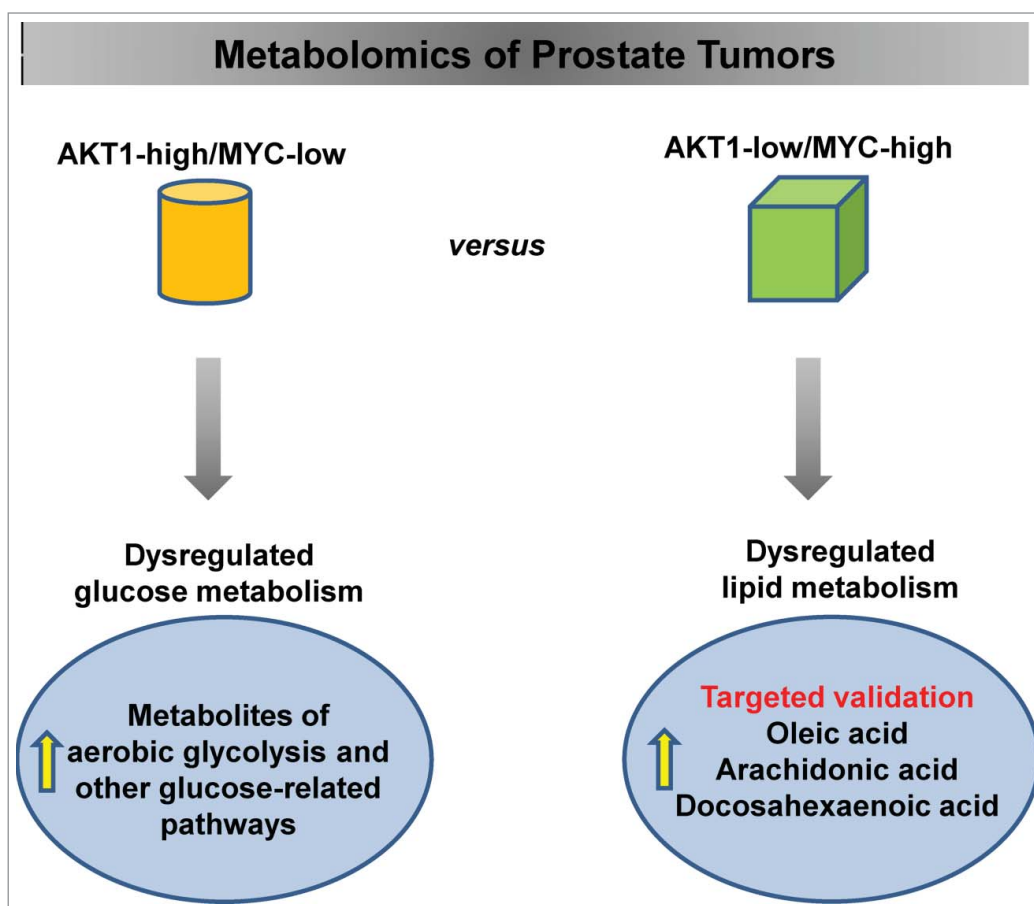 Metabolomics of Prostate Tumors
AKT1-high/MYC-low
AKT1-low/MYC-high
versus
Dysregulated
glucose metabolism
Dysregulated
lipid metabolism
Metabolites of
aerobic glycolysis and
other glucose-related
pathways
Targeted validation
Oleic acid
Arachidonic acid
Docosahexaenoic acid